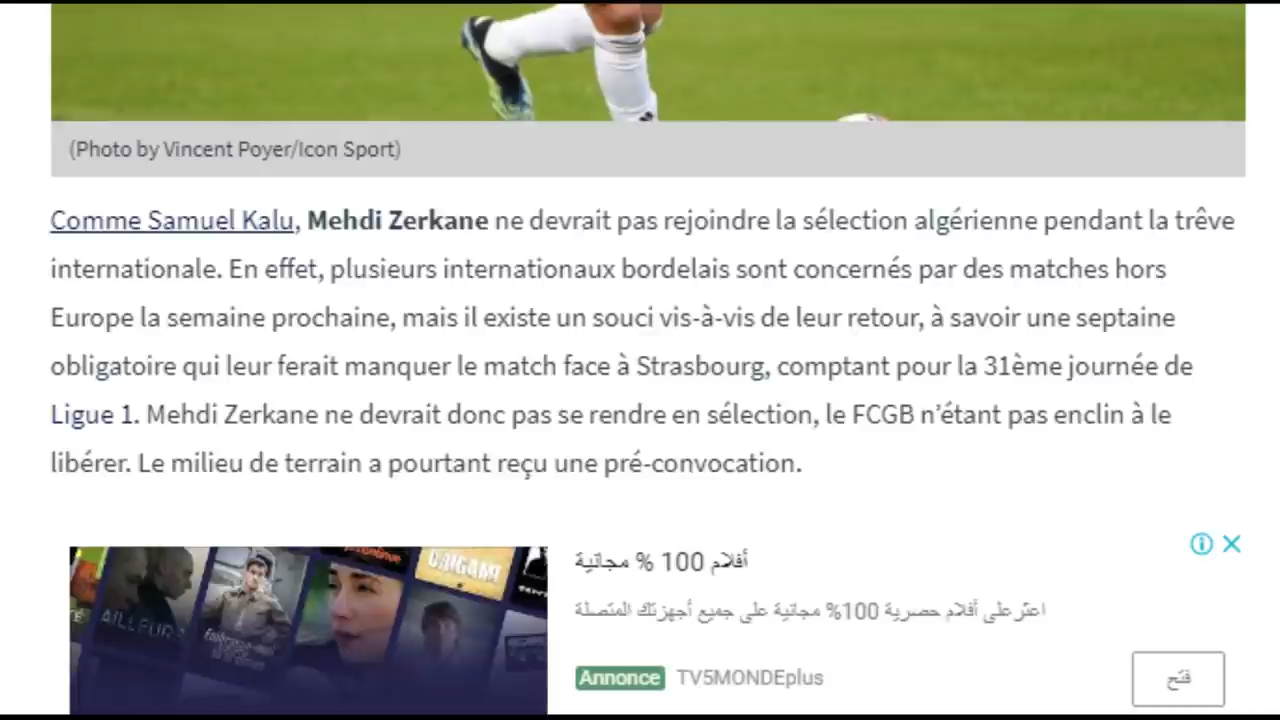 (Photo by Vincent Poyer/Icon Sport)
Comme Samuel Kalu, Mehdi Zerkane ne devrait pas rejoindre la sélection algérienne pendant la trêve
internationale. En effet, plusieurs internationaux bordelais sont concernés par des matches hors
Europe la semaine prochaine, mais il existe un souci vis-à-vis de leur retour, à savoir une septaine
obligatoire qui leur ferait manquer le match face à Strasbourg, comptant pour la 31ème journée de
Ligue 1. Mehdi Zerkane ne devrait donc pas se rendre en sélection, le FCGB n’étant pas enclin à le
libérer. Le milieu de terrain a pourtant reçu une pré-convocation.
ORIGAMI
AILLEURS
أفلام 100 % مجانية
اعثر على أفلام حصرية 100% مجانية على جميع أجهزتك المتصلة
Annonce TV5MONDEplus
فتح